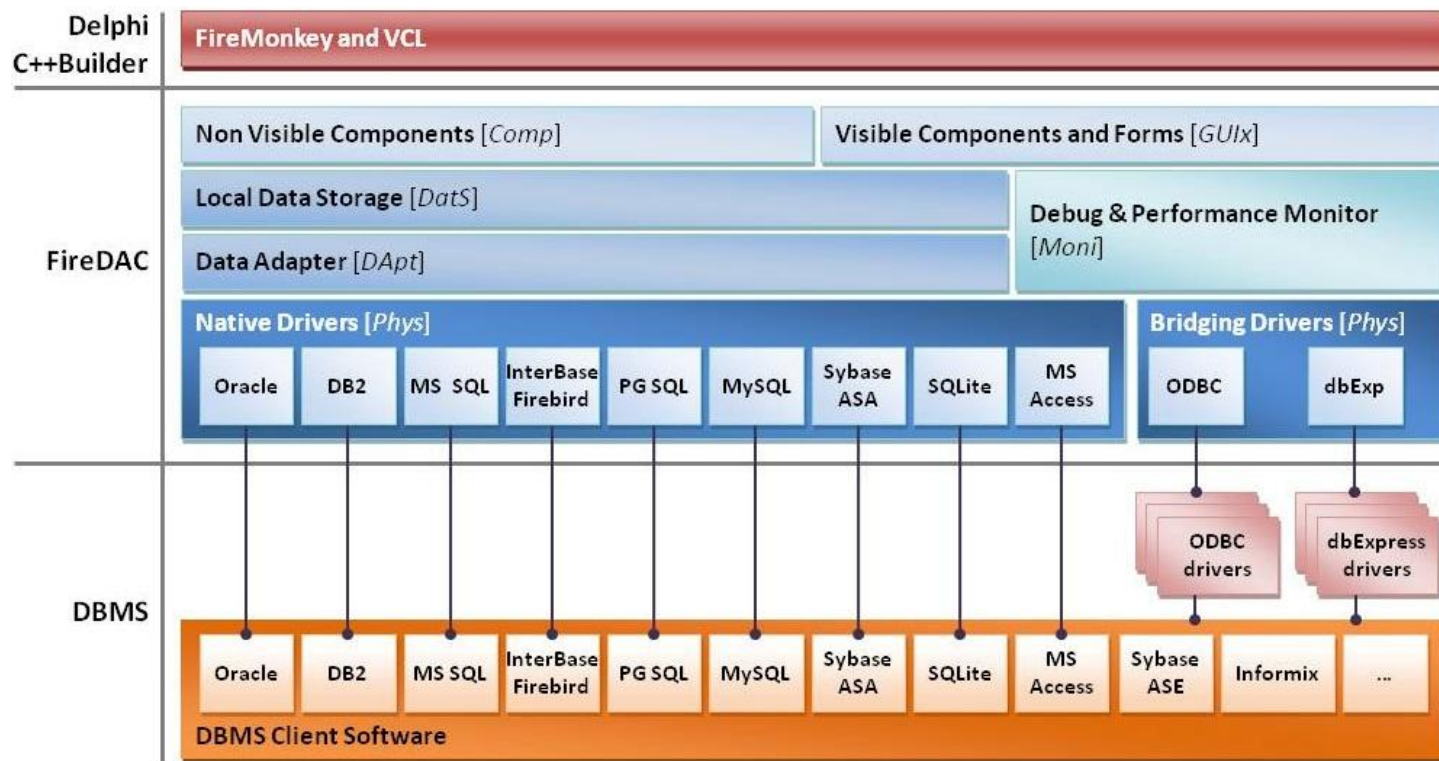 Delphi
C++Builder
FireMonkey and VCL
FireDAC
Non Visible Components [Comp]
Visible Components and Forms [GUIx]
Local Data Storage [DatS]
Debug & Performance Monitor
[Moni]
Data Adapter [DApt]
Native Drivers [Phys]
Oracle
DB2
MS SQL
InterBase
Firebird
PG SQL
MySQL
Sybase
ASA
SQLite
MS
Access
Bridging Drivers [Phys]
ODBC
dbExp
DBMS
ODBC
drivers
dbExpress
drivers
Oracle
DB2
MS SQL
InterBase
Firebird
PG SQL
MySQL
Sybase
ASA
SQLite
MS
Access
Sybase
ASE
Informix
...
DBMS Client Software